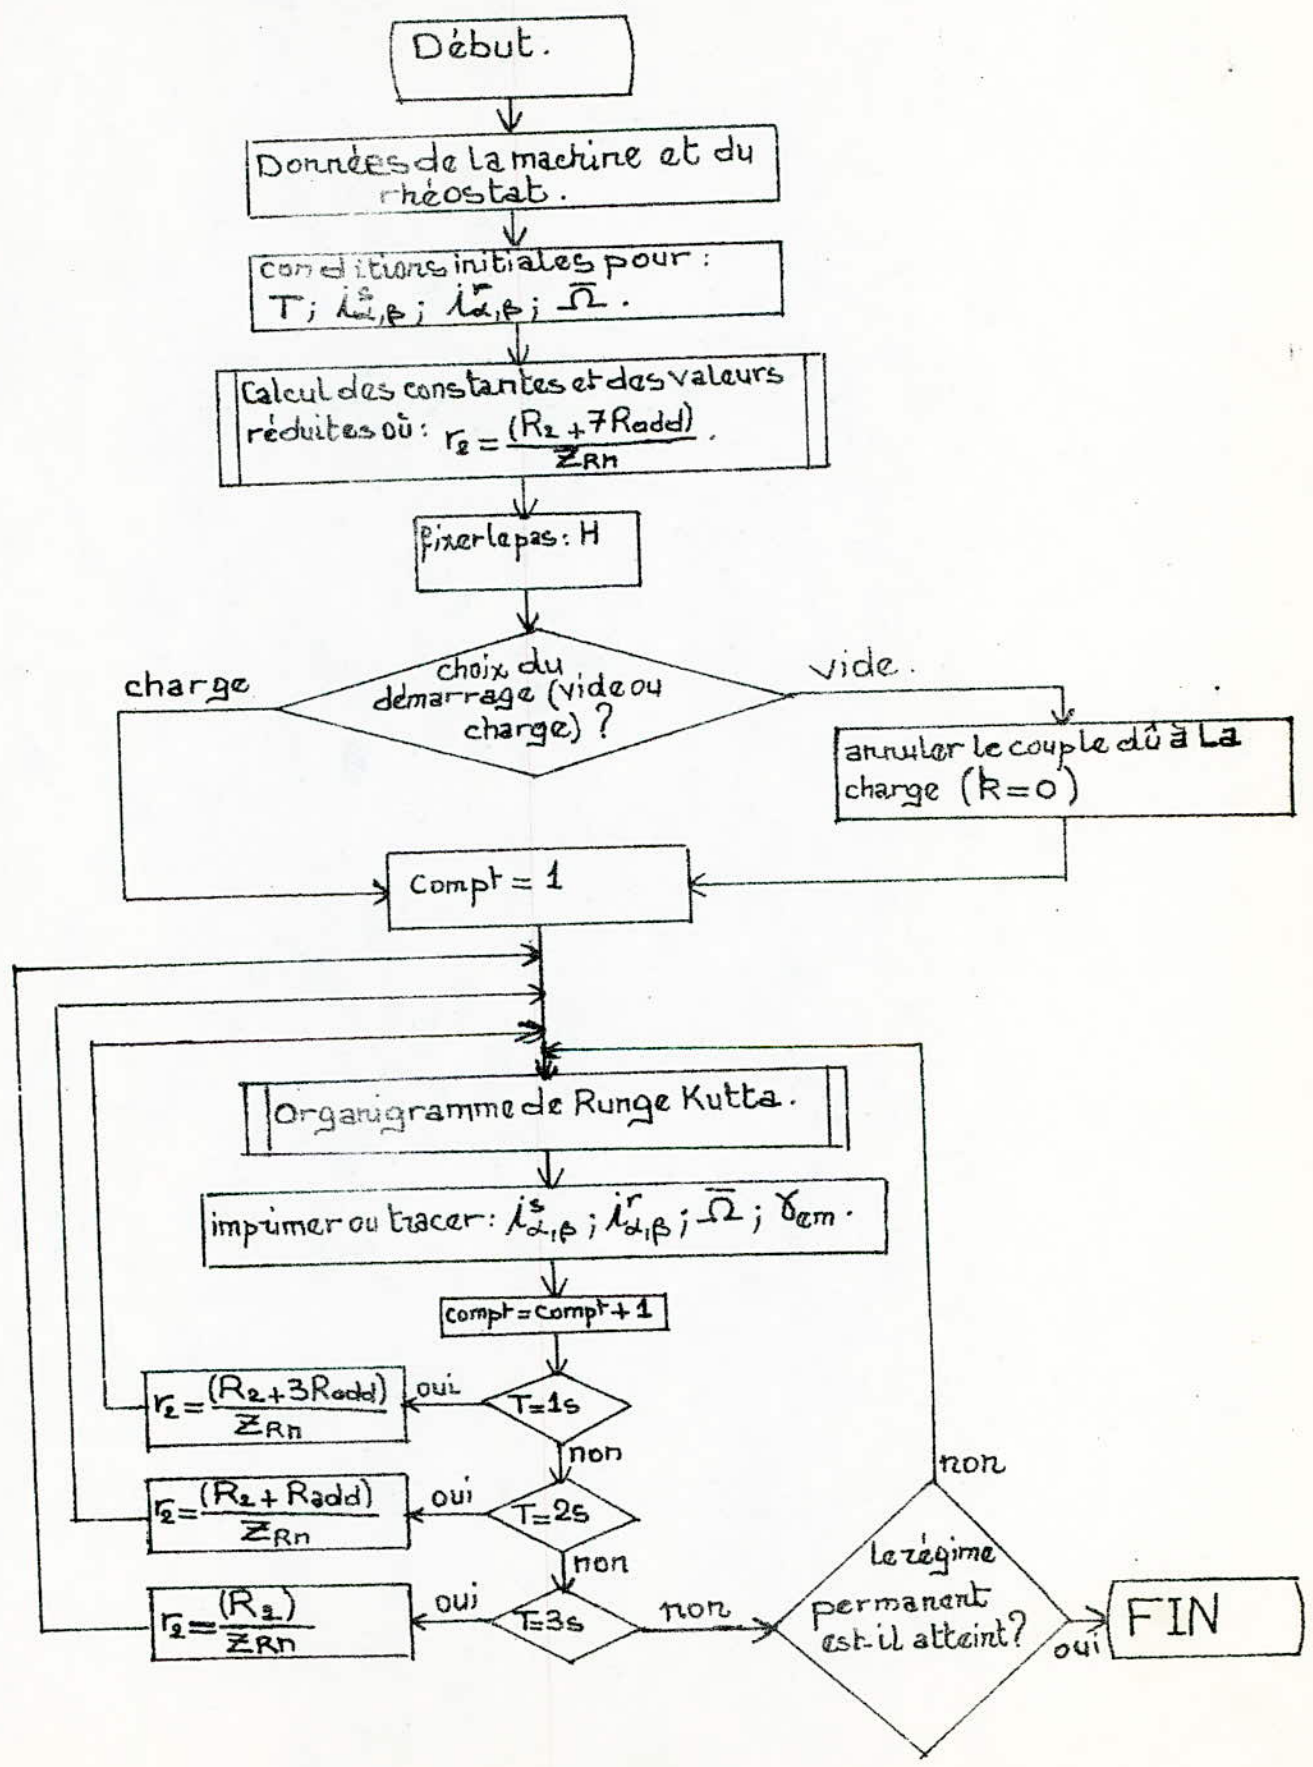 Début.
Données de la machine et du
rhéostat.
conditions initiales pour :
T; i^s_α,β; i^r_α,β; Ω̅.
Calcul des constantes et des valeurs
réduites où: r₂ = (R₂ + 7Radd) / Z_Rn.
fixer le pas : H
choix du
démarrage (vide ou
charge) ?
charge
vide.
annuler le couple dû à La
charge (k=0)
Compt = 1
Organigramme de Runge Kutta.
imprimer ou tracer: i^s_α,β; i^r_α,β; Ω̅; γem.
compt = compt + 1
T=1s
oui
r₂ = (R₂ + 3Radd) / Z_Rn
non
T=2s
oui
r₂ = (R₂ + Radd) / Z_Rn
non
T=3s
oui
r₂ = (R₂) / Z_Rn
non
Le régime
permanent
est-il atteint?
non
oui
FIN